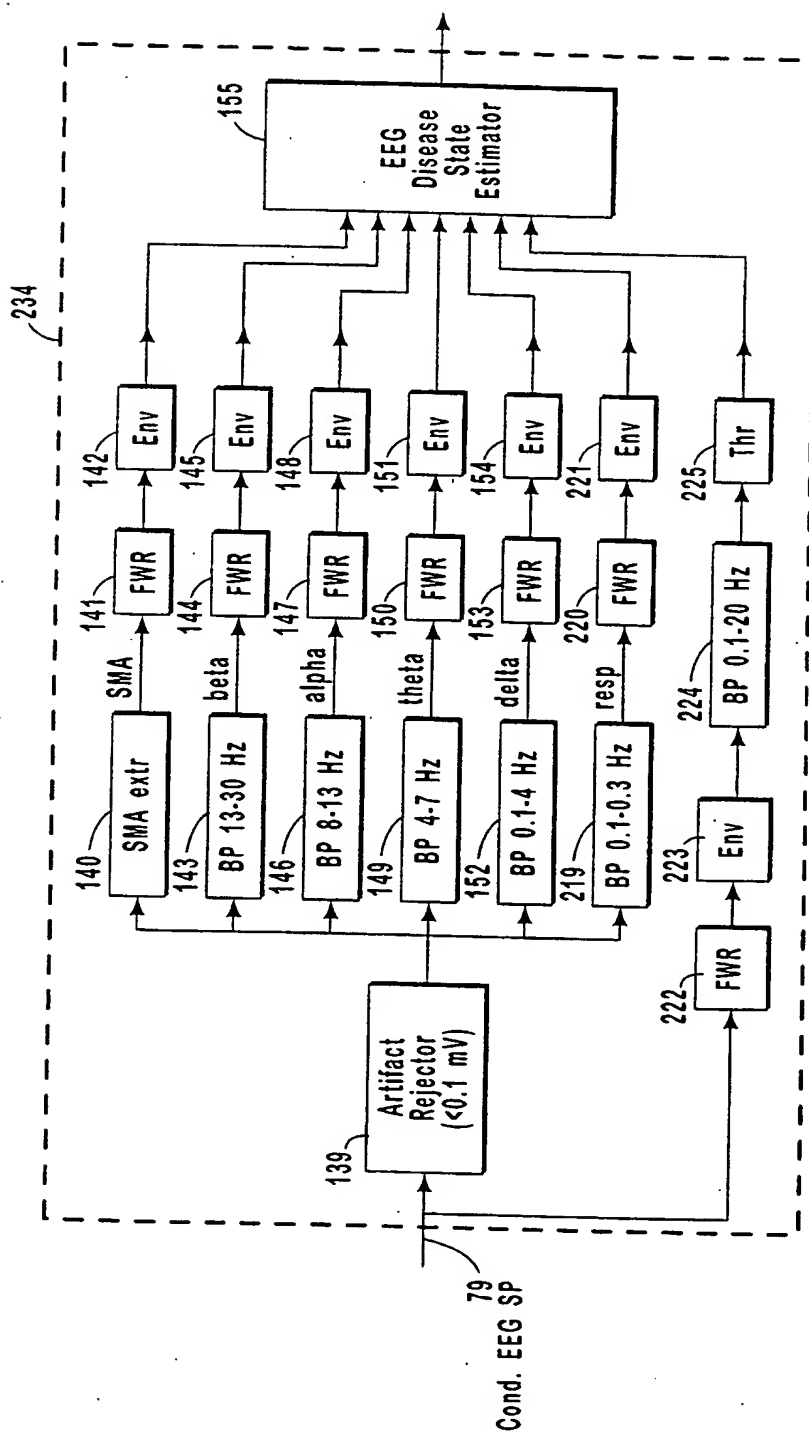 234
140
SMA extr
SMA
141
FWR
142
Env
143
BP 13-30 Hz
beta
144
FWR
145
Env
146
BP 8-13 Hz
alpha
147
FWR
148
Env
149
BP 4-7 Hz
theta
150
FWR
151
Env
152
BP 0.1-4 Hz
delta
153
FWR
154
Env
219
BP 0.1-0.3 Hz
resp
220
FWR
221
Env
222
FWR
223
Env
224
BP 0.1-20 Hz
225
Thr
155
EEG
Disease
State
Estimator
139
Artifact
Rejector
(<0.1 mV)
79
Cond. EEG SP